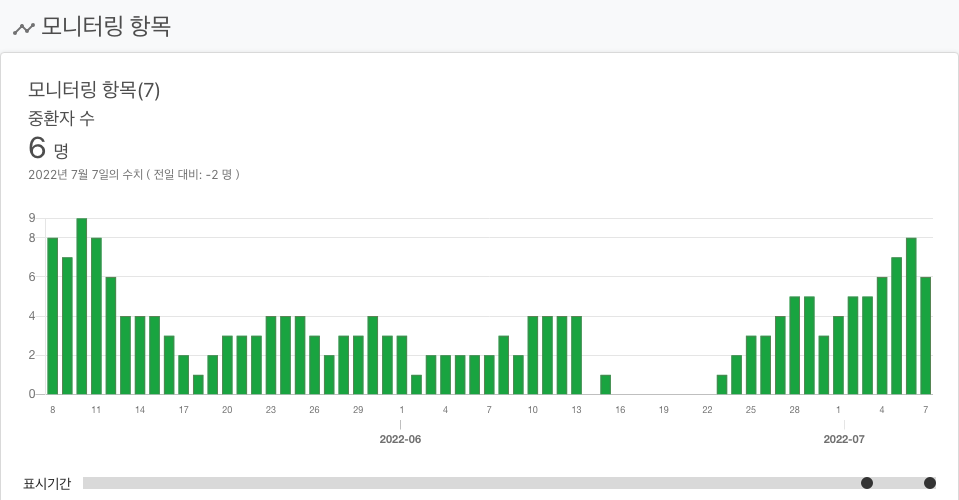 모니터링 항목
모니터링 항목(7)
중환자 수
6 명
2022년 7월 7일의 수치 ( 전일 대비: -2 명 )
9
8
6
4
2
0
8 11 14 17 20 23 26 29 1 4 7 10 13 16 19 22 25 28 1 4 7
2022-06 2022-07
표시기간